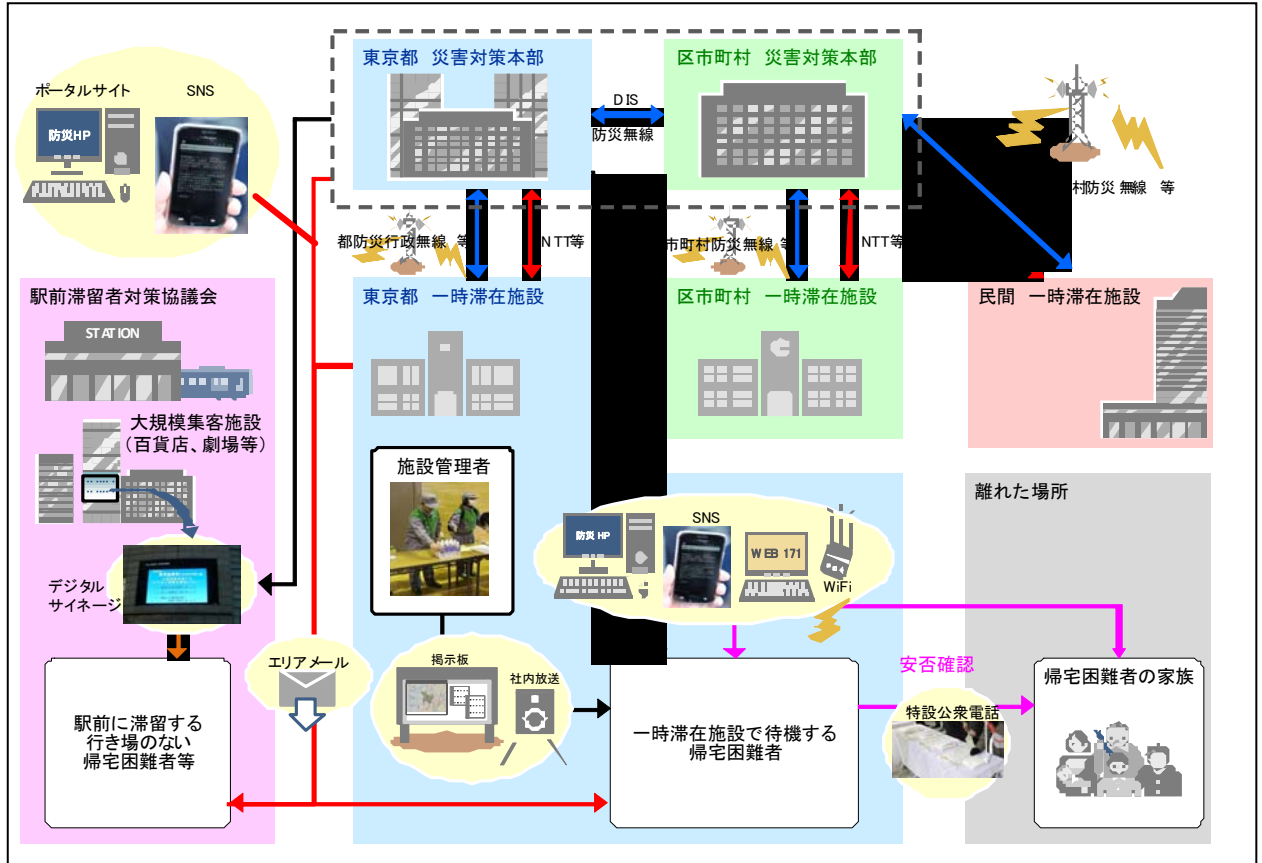 東京都 災害対策本部
区市町村 災害対策本部
ポータルサイト
SNS
防災HP
DIS
防災無線
村防災無線 等
都防災行政無線 等
NTT等
市町村防災無線 等
NTT等
駅前滞留者対策協議会
STATION
大規模集客施設
（百貨店、劇場等）
デジタル
サイネージ
東京都 一時滞在施設
区市町村 一時滞在施設
民間 一時滞在施設
施設管理者
防災HP
SNS
WEB 171
WiFi
離れた場所
エリアメール
掲示板
社内放送
安否確認
特設公衆電話
駅前に滞留する
行き場のない
帰宅困難者等
一時滞在施設で待機する
帰宅困難者
帰宅困難者の家族